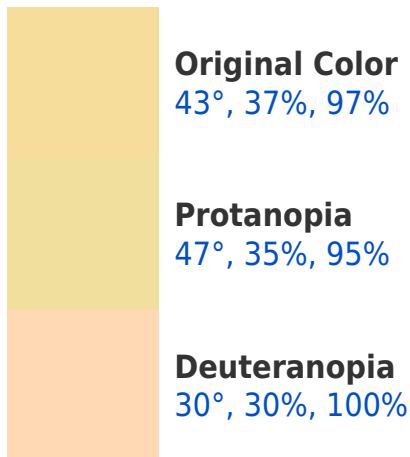 Original Color
43°, 37%, 97%
Protanopia
47°, 35%, 95%
Deuteranopia
30°, 30%, 100%